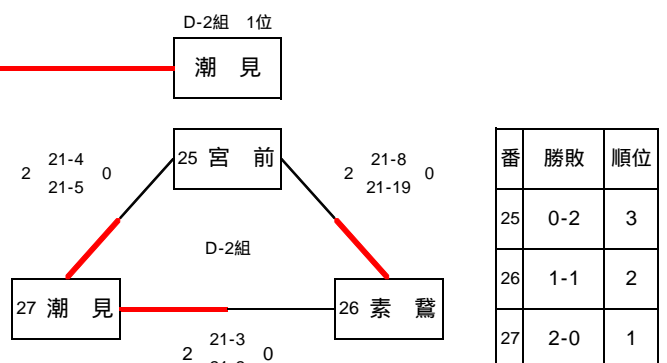 D-2組 1位
潮 見
25 宮 前
2 21-4 0
21-5
2 21-8 0
21-19
D-2組
27 潮 見
26 素 鵞
2 21-3 0
番 勝敗 順位
25 0-2 3
26 1-1 2
27 2-0 1